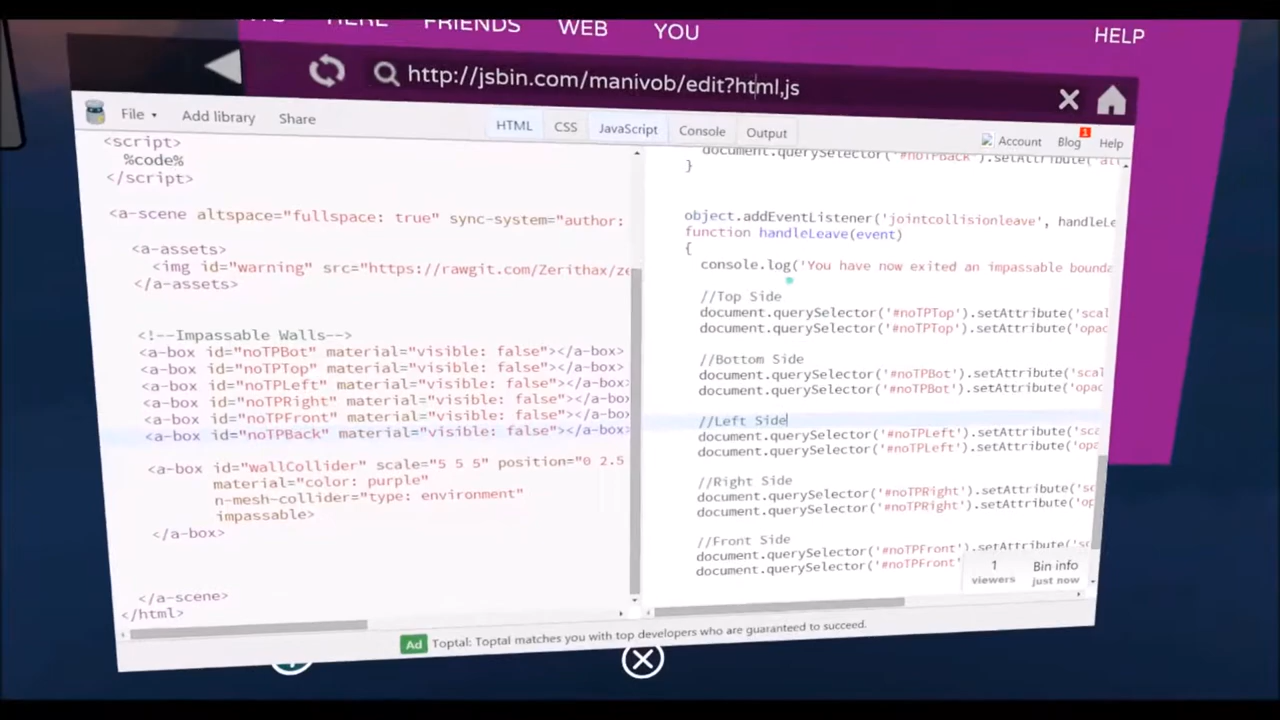 HERE FRIENDS WEB YOU HELP
http://jsbin.com/manivob/edit?html,js
File Add library Share HTML CSS JavaScript Console Output Account Blog 1 Help
<script>
%code%
</script>
<a-scene altspace="fullspace: true" sync-system="author:
<a-assets>
<img id="warning" src="https://rawgit.com/Zerithax/ze
</a-assets>
<!--Impassable Walls-->
<a-box id="noTPBot" material="visible: false"></a-box>
<a-box id="noTPTop" material="visible: false"></a-box>
<a-box id="noTPLeft" material="visible: false"></a-box>
<a-box id="noTPRight" material="visible: false"></a-box>
<a-box id="noTPFront" material="visible: false"></a-box>
<a-box id="noTPBack" material="visible: false"></a-box>
<a-box id="wallCollider" scale="5 5 5" position="0 2.5
material="color: purple"
n-mesh-collider="type: environment"
impassable>
</a-box>
</a-scene>
</html>
document.querySelector('#noTPBack').setAttribute(
}
object.addEventListener('jointcollisionleave', handleLe
function handleLeave(event)
{
console.log('You have now exited an impassable bounda
//Top Side
document.querySelector('#noTPTop').setAttribute('scal
document.querySelector('#noTPTop').setAttribute('opac
//Bottom Side
document.querySelector('#noTPBot').setAttribute('scal
document.querySelector('#noTPBot').setAttribute('opac
//Left Side
document.querySelector('#noTPLeft').setAttribute('sca
document.querySelector('#noTPLeft').setAttribute('opa
//Right Side
document.querySelector('#noTPRight').setAttribute('sc
document.querySelector('#noTPRight').setAttribute('op
//Front Side
document.querySelector('#noTPFront').setAttribute('sc
document.querySelector('#noTPFront'
1 viewers Bin info just now
Ad Toptal: Toptal matches you with top developers who are guaranteed to succeed.